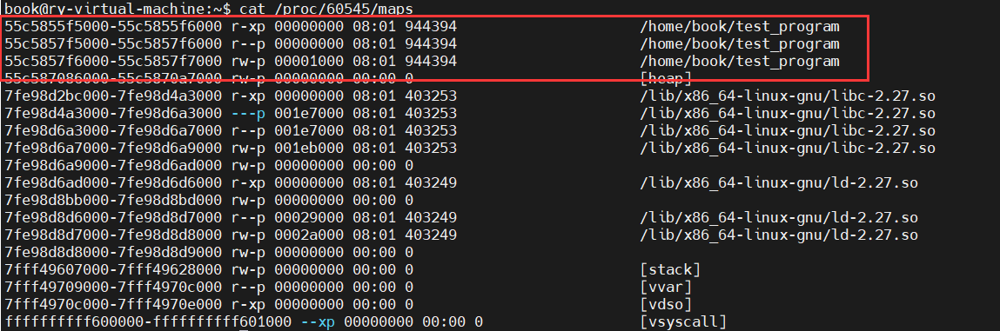 book@ry-virtual-machine:~$ cat /proc/60545/maps
55c5855f5000-55c5855f6000 r-xp 00000000 08:01 944394 /home/book/test_program
55c5857f5000-55c5857f6000 r--p 00000000 08:01 944394 /home/book/test_program
55c5857f6000-55c5857f7000 rw-p 00001000 08:01 944394 /home/book/test_program
55c587086000-55c5870a7000 rw-p 00000000 00:00 0 [heap]
7fe98d2bc000-7fe98d4a3000 r-xp 00000000 08:01 403253 /lib/x86_64-linux-gnu/libc-2.27.so
7fe98d4a3000-7fe98d6a3000 ---p 001e7000 08:01 403253 /lib/x86_64-linux-gnu/libc-2.27.so
7fe98d6a3000-7fe98d6a7000 r--p 001e7000 08:01 403253 /lib/x86_64-linux-gnu/libc-2.27.so
7fe98d6a7000-7fe98d6a9000 rw-p 001eb000 08:01 403253 /lib/x86_64-linux-gnu/libc-2.27.so
7fe98d6a9000-7fe98d6ad000 rw-p 00000000 00:00 0
7fe98d6ad000-7fe98d6d6000 r-xp 00000000 08:01 403249 /lib/x86_64-linux-gnu/ld-2.27.so
7fe98d8bb000-7fe98d8bd000 rw-p 00000000 00:00 0
7fe98d8d6000-7fe98d8d7000 r--p 00029000 08:01 403249 /lib/x86_64-linux-gnu/ld-2.27.so
7fe98d8d7000-7fe98d8d8000 rw-p 0002a000 08:01 403249 /lib/x86_64-linux-gnu/ld-2.27.so
7fe98d8d8000-7fe98d8d9000 rw-p 00000000 00:00 0
7fff49607000-7fff49628000 rw-p 00000000 00:00 0 [stack]
7fff49709000-7fff4970c000 r--p 00000000 00:00 0 [vvar]
7fff4970c000-7fff4970e000 r-xp 00000000 00:00 0 [vdso]
ffffffffff600000-ffffffffff601000 --xp 00000000 00:00 0 [vsyscall]